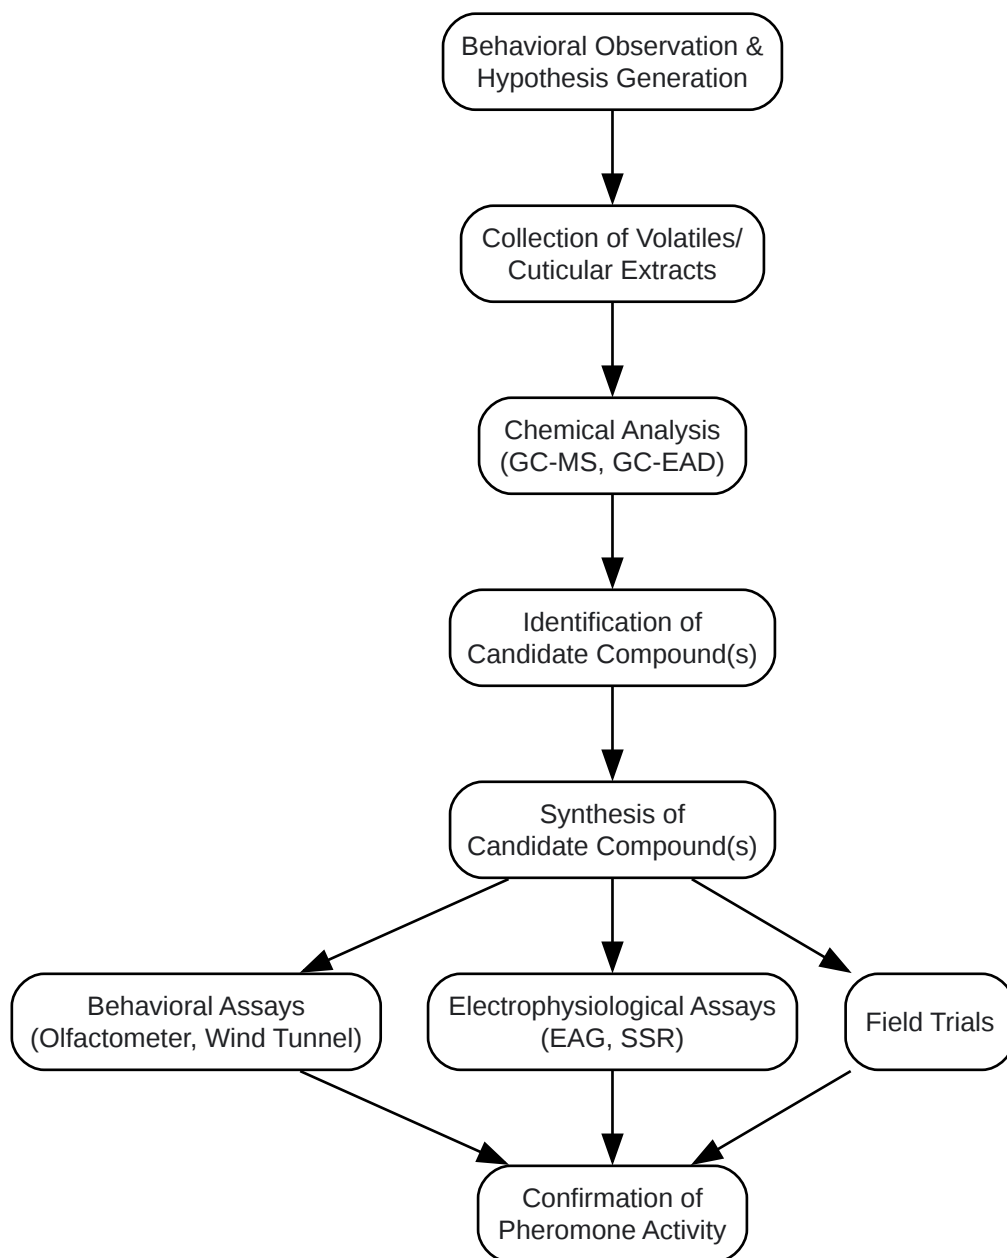 Behavioral Observation &
Hypothesis Generation
Collection of Volatiles/
Cuticular Extracts
Chemical Analysis
(GC-MS, GC-EAD)
Identification of
Candidate Compound(s)
Synthesis of
Candidate Compound(s)
Behavioral Assays
(Olfactometer, Wind Tunnel)
Electrophysiological Assays
(EAG, SSR)
Field Trials
Confirmation of
Pheromone Activity